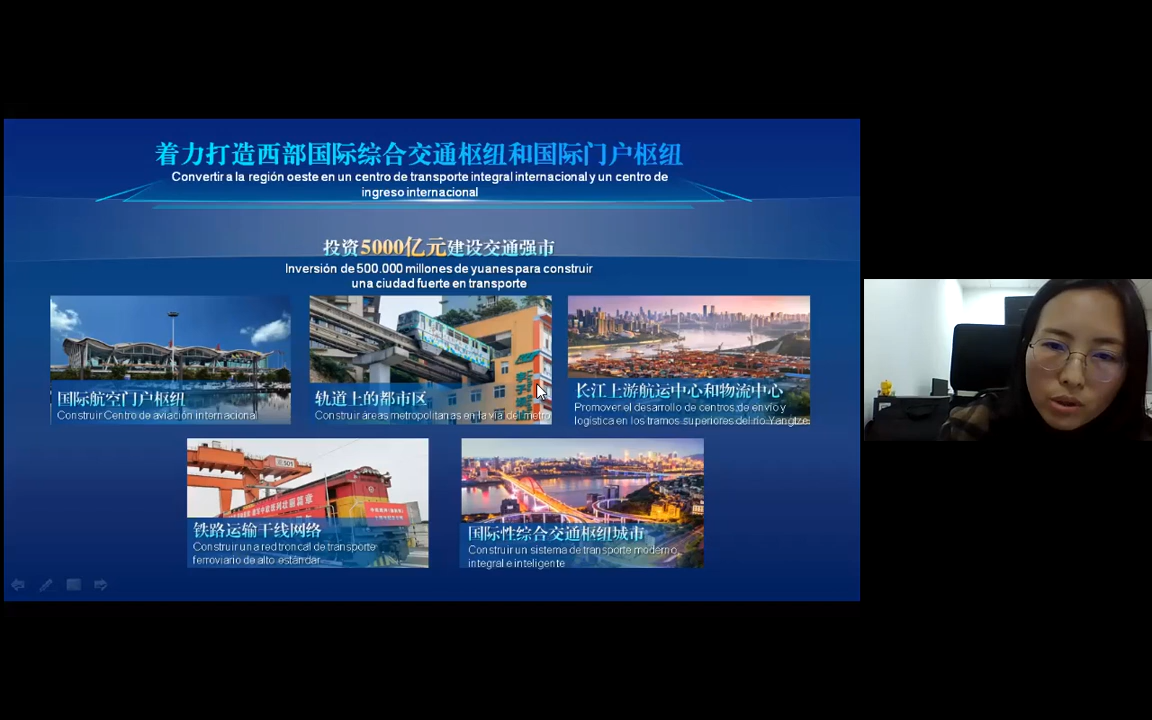 着力打造西部国际综合交通枢纽和国际门户枢纽
Convertir a la región oeste en un centro de transporte integral internacional y un centro de
ingreso internacional
投资5000亿元建设交通强市
Inversión de 500.000 millones de yuanes para construir
una ciudad fuerte en transporte
国际航空门户枢纽
Construir Centro de aviación internacional
轨道上的都市区
Construir áreas metropolitanas en la vía del metro
长江上游航运中心和物流中心
Promover el desarrollo de centros de envío y
logística en los tramos superiores del río Yangtze
铁路运输干线网络
Construir una red troncal de transporte
ferroviario de alto estándar
国际性综合交通枢纽城市
Construir un sistema de transporte moderno,
integral e inteligente